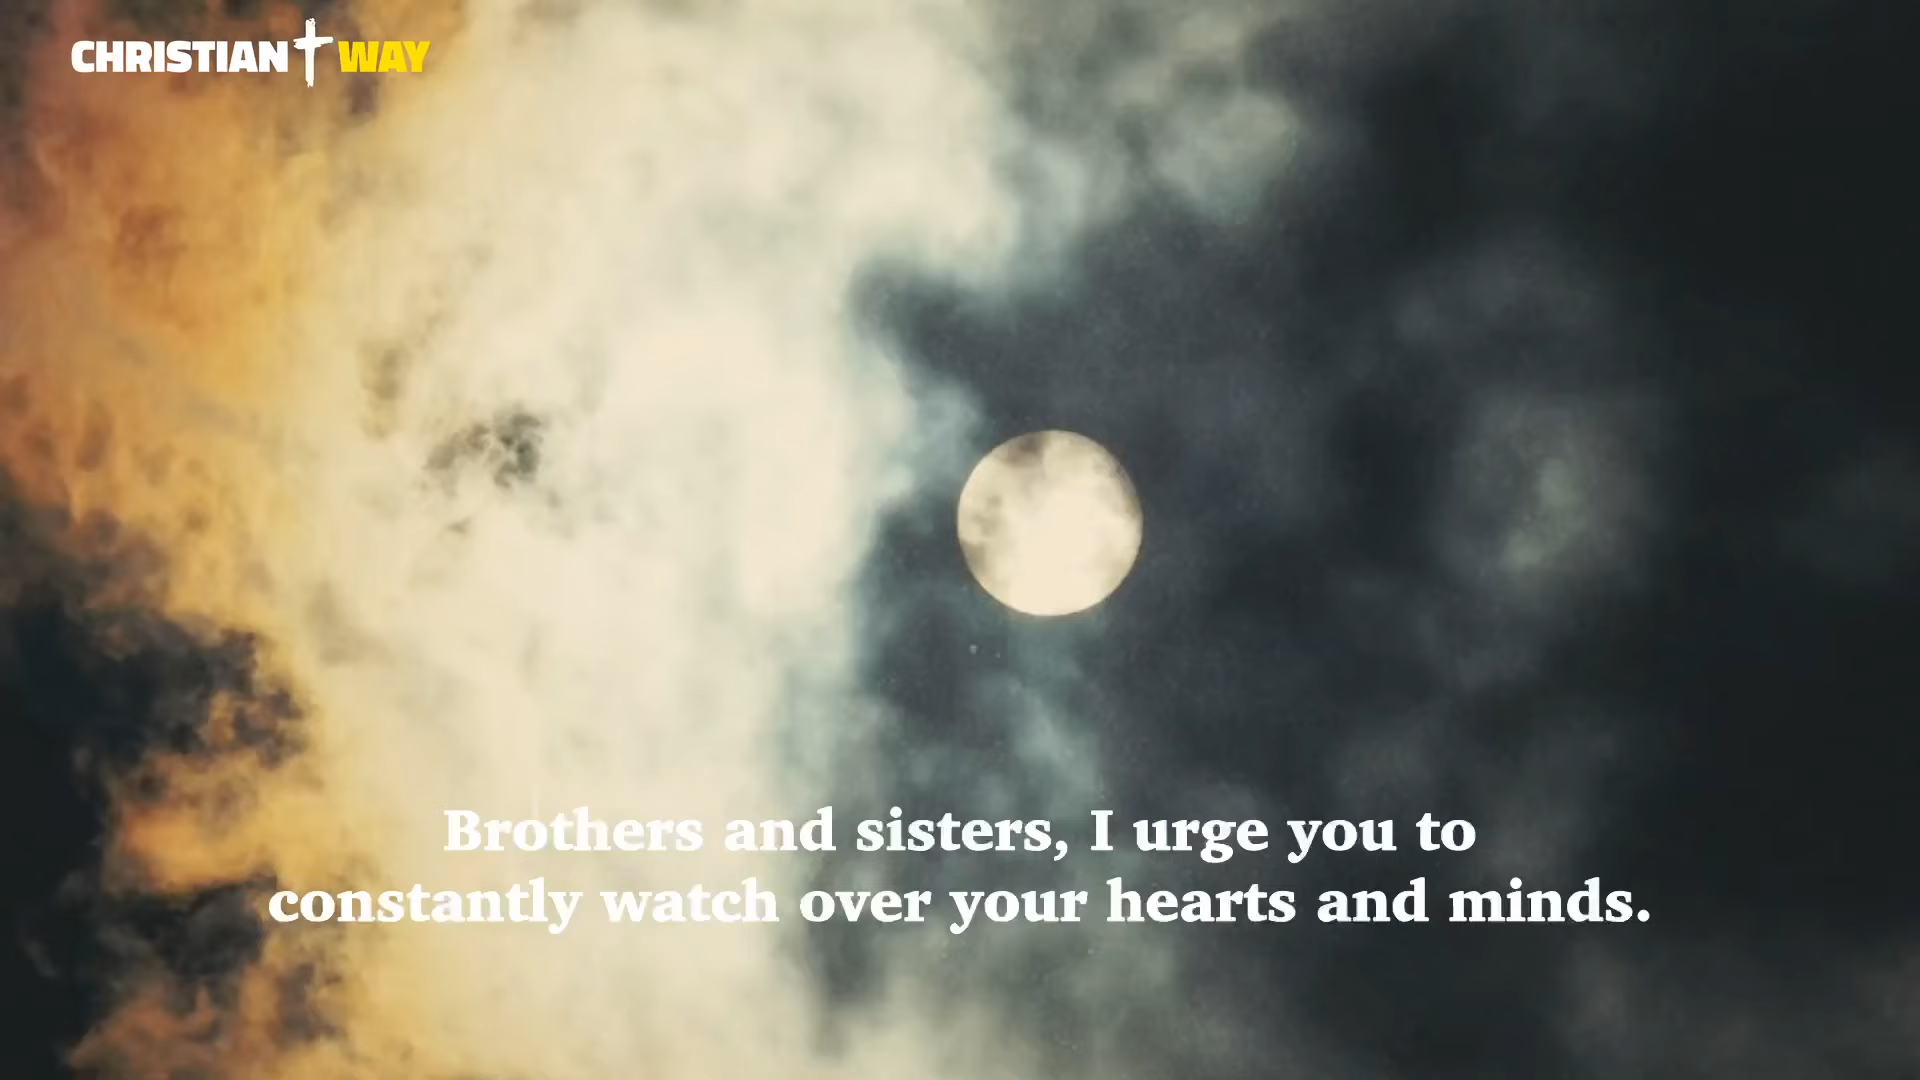 CHRISTIAN WAY
Brothers and sisters, I urge you to
constantly watch over your hearts and minds.